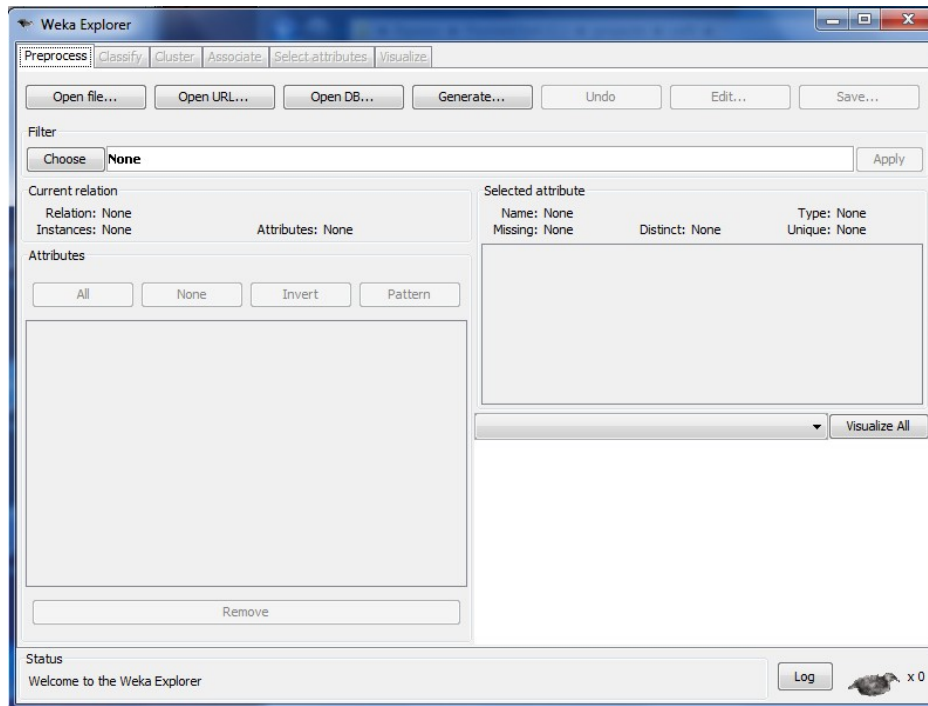 Weka Explorer
Preprocess Classify Cluster Associate Select attributes Visualize
Open file... Open URL... Open DB... Generate... Undo Edit... Save...
Filter
Choose None Apply
Current relation
Relation: None
Instances: None Attributes: None
Selected attribute
Name: None Type: None
Missing: None Distinct: None Unique: None
Attributes
All None Invert Pattern
Visualize All
Remove
Status
Welcome to the Weka Explorer
Log x 0